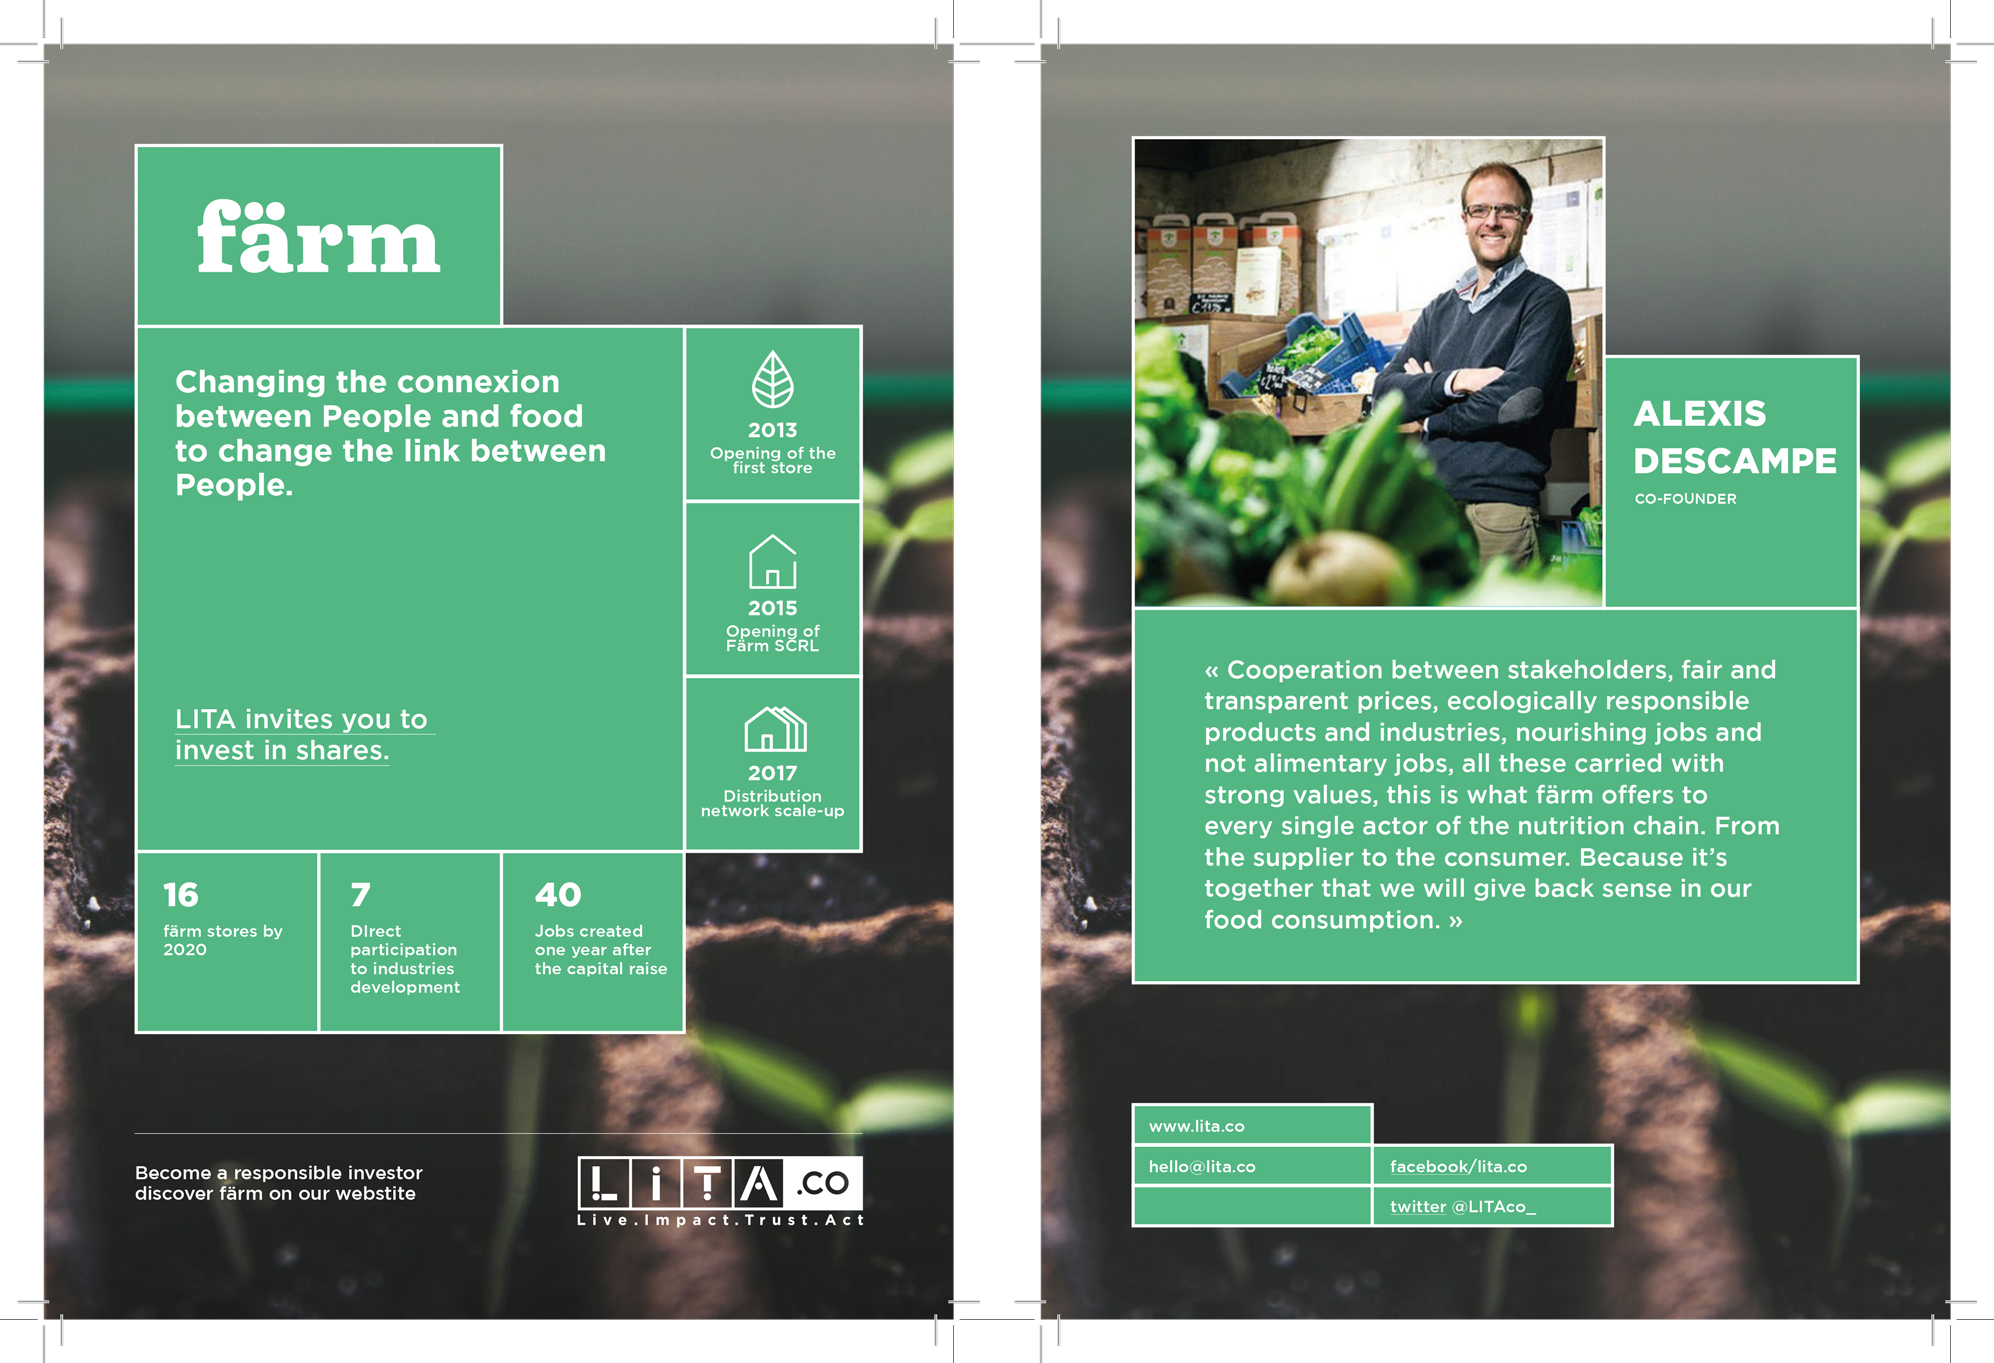 färm
Changing the connexion
between People and food
to change the link between
People.
LITA invites you to
invest in shares.
2013
Opening of the
first store
2015
Opening of
Färm SCRL
2017
Distribution
network scale-up
16
färm stores by
2020
7
DIrect
participation
to industries
development
40
Jobs created
one year after
the capital raise
Become a responsible investor
discover färm on our webstite
LiTA.co
Live.Impact.Trust.Act
ALEXIS
DESCAMPE
CO-FOUNDER
« Cooperation between stakeholders, fair and
transparent prices, ecologically responsible
products and industries, nourishing jobs and
not alimentary jobs, all these carried with
strong values, this is what färm offers to
every single actor of the nutrition chain. From
the supplier to the consumer. Because it's
together that we will give back sense in our
food consumption. »
www.lita.co
hello@lita.co
facebook/lita.co
twitter @LITAco_